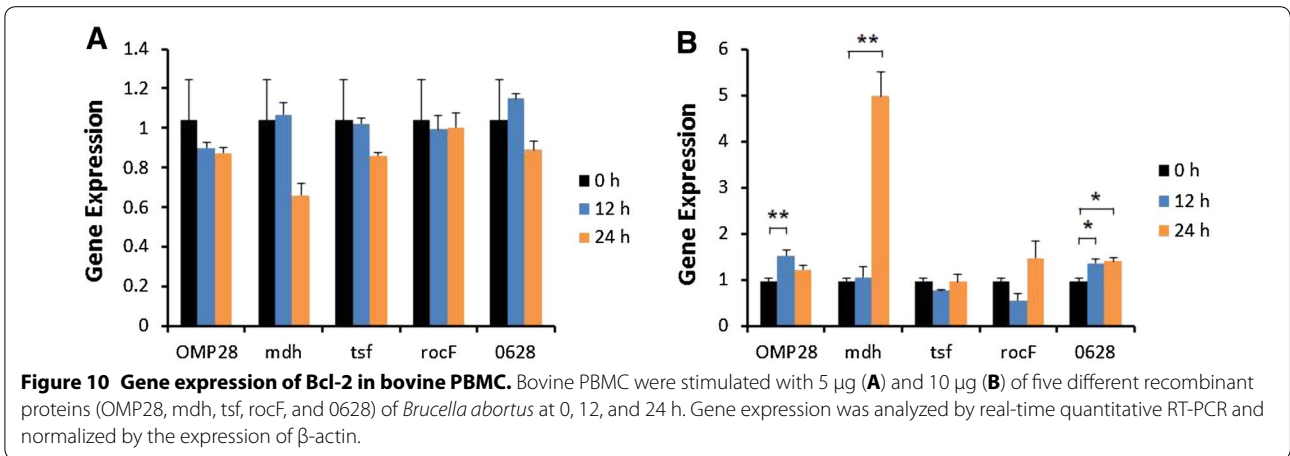 A
B
1.4
1.2
1
0.8
0.6
0.4
0.2
0
Gene Expression
OMP28 mdh tsf rocF 0628
0 h
12 h
24 h
6
5
4
3
2
1
0
Gene Expression
** ** * *
OMP28 mdh tsf rocF 0628
0 h
12 h
24 h
Figure 10 Gene expression of Bcl-2 in bovine PBMC. Bovine PBMC were stimulated with 5 μg (A) and 10 μg (B) of five different recombinant
proteins (OMP28, mdh, tsf, rocF, and 0628) of Brucella abortus at 0, 12, and 24 h. Gene expression was analyzed by real-time quantitative RT-PCR and
normalized by the expression of β-actin.